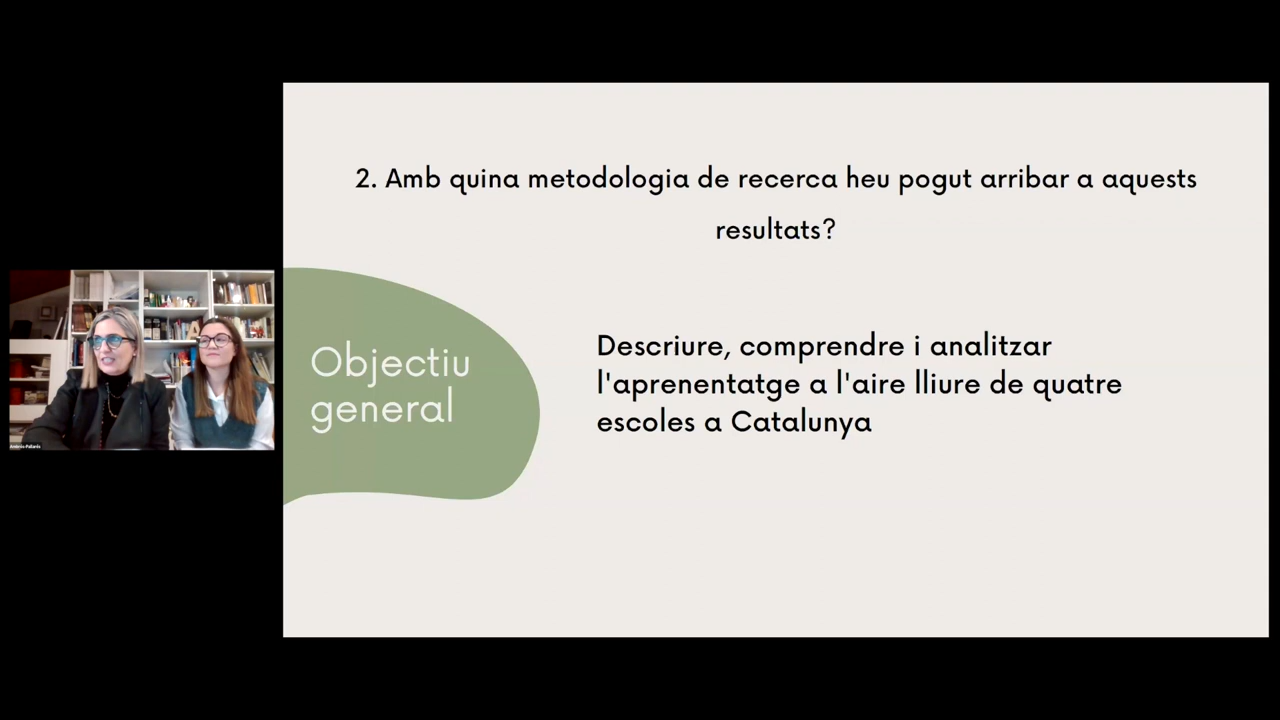 2. Amb quina metodologia de recerca heu pogut arribar a aquests
resultats?
Objectiu
general
Descriure, comprendre i analitzar
l'aprenentatge a l'aire lliure de quatre
escoles a Catalunya